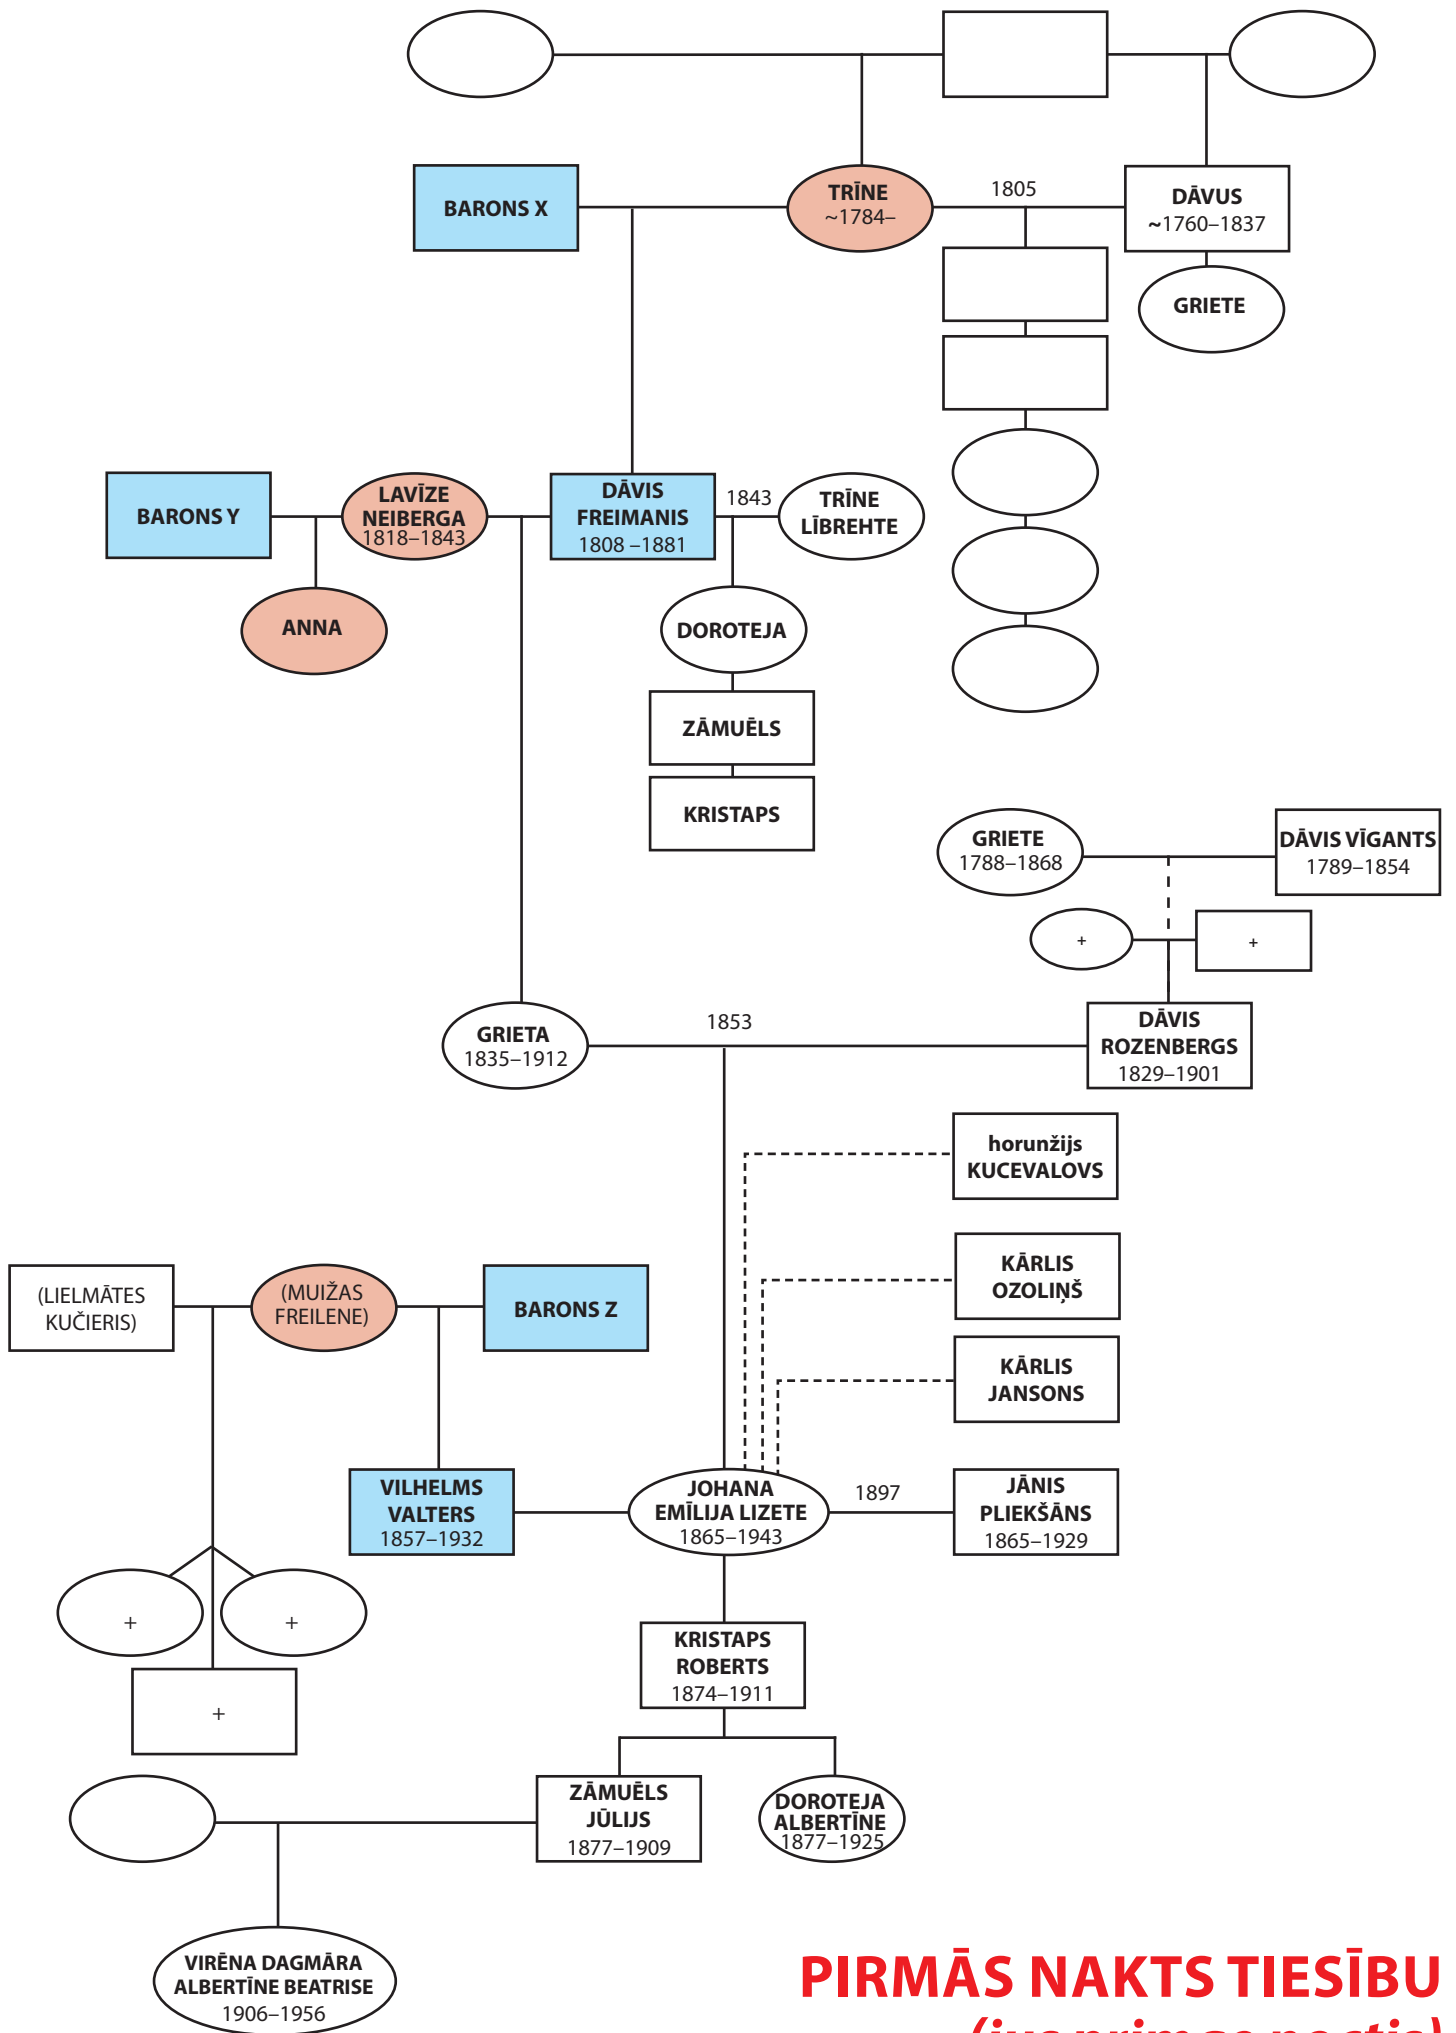 BARONS X
TRĪNE
~1784–
1805
DĀVUS
~1760–1837
GRIETE
BARONS Y
LAVĪZE
NEIBERGA
1818–1843
DĀVIS
FREIMANIS
1808 –1881
1843
TRĪNE
LĪBREHTE
ANNA
DOROTEJA
ZĀMUĒLS
KRISTAPS
GRIETE
1788–1868
DĀVIS VĪGANTS
1789–1854
+
+
GRIETA
1835–1912
1853
DĀVIS
ROZENBERGS
1829–1901
horunžijs
KUCEVALOVS
(LIELMĀTES
KUČIERIS)
(MUIŽAS
FREILENE)
BARONS Z
KĀRLIS
OZOLIŅŠ
KĀRLIS
JANSONS
VILHELMS
VALTERS
1857–1932
JOHANA
EMĪLIJA LIZETE
1865–1943
1897
JĀNIS
PLIEKŠĀNS
1865–1929
+
+
+
KRISTAPS
ROBERTS
1874–1911
ZĀMUĒLS
JŪLIJS
1877–1909
DOROTEJA
ALBERTĪNE
1877–1925
VIRĒNA DAGMĀRA
ALBERTĪNE BEATRISE
1906–1956
PIRMĀS NAKTS TIESĪBU
(jus primae noctis)